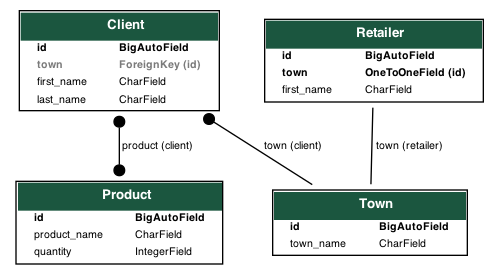 Client
id BigAutoField
town ForeignKey (id)
first_name CharField
last_name CharField
Retailer
id BigAutoField
town OneToOneField (id)
first_name CharField
product (client)
town (client)
town (retailer)
Product
id BigAutoField
product_name CharField
quantity IntegerField
Town
id BigAutoField
town_name CharField